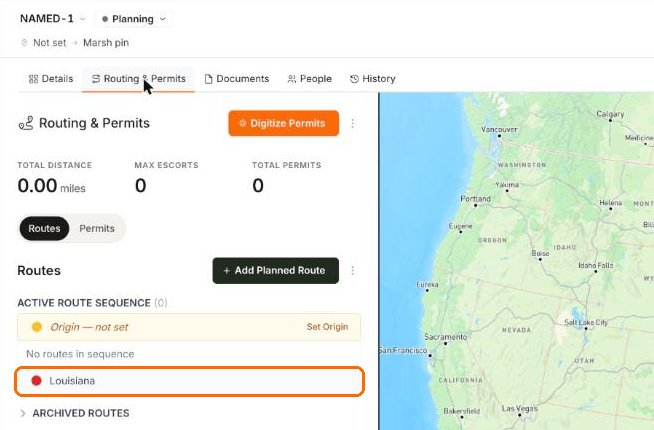 NAMED-1
Planning
Not set → Marsh pin
Details
Routing & Permits
Documents
People
History
Routing & Permits
Digitize Permits
TOTAL DISTANCE
MAX ESCORTS
TOTAL PERMITS
0.00 miles
0
0
Routes
Permits
Routes
+ Add Planned Route
ACTIVE ROUTE SEQUENCE (0)
Origin — not set
Set Origin
No routes in sequence
Louisiana
ARCHIVED ROUTES
Calgary
Vancouver
Medicine
WASHINGTON
Yakima
Portland
Helena
MONT
Eugene
OREGON
IDAHO
Boise
Idaho Falls
Eureka
Salt Lake City
Sacramento
NEVADA
San Francisco
UTAH
CALIFORNIA
Bakersfield
Las Vegas